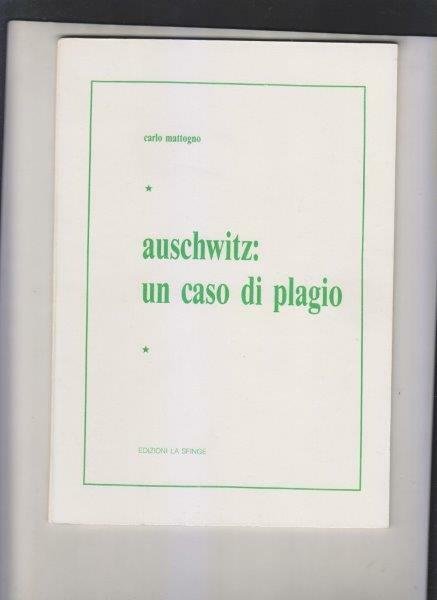 carlo mattogno
auschwitz:
un caso di plagio
EDIZIONI LA SFINGE